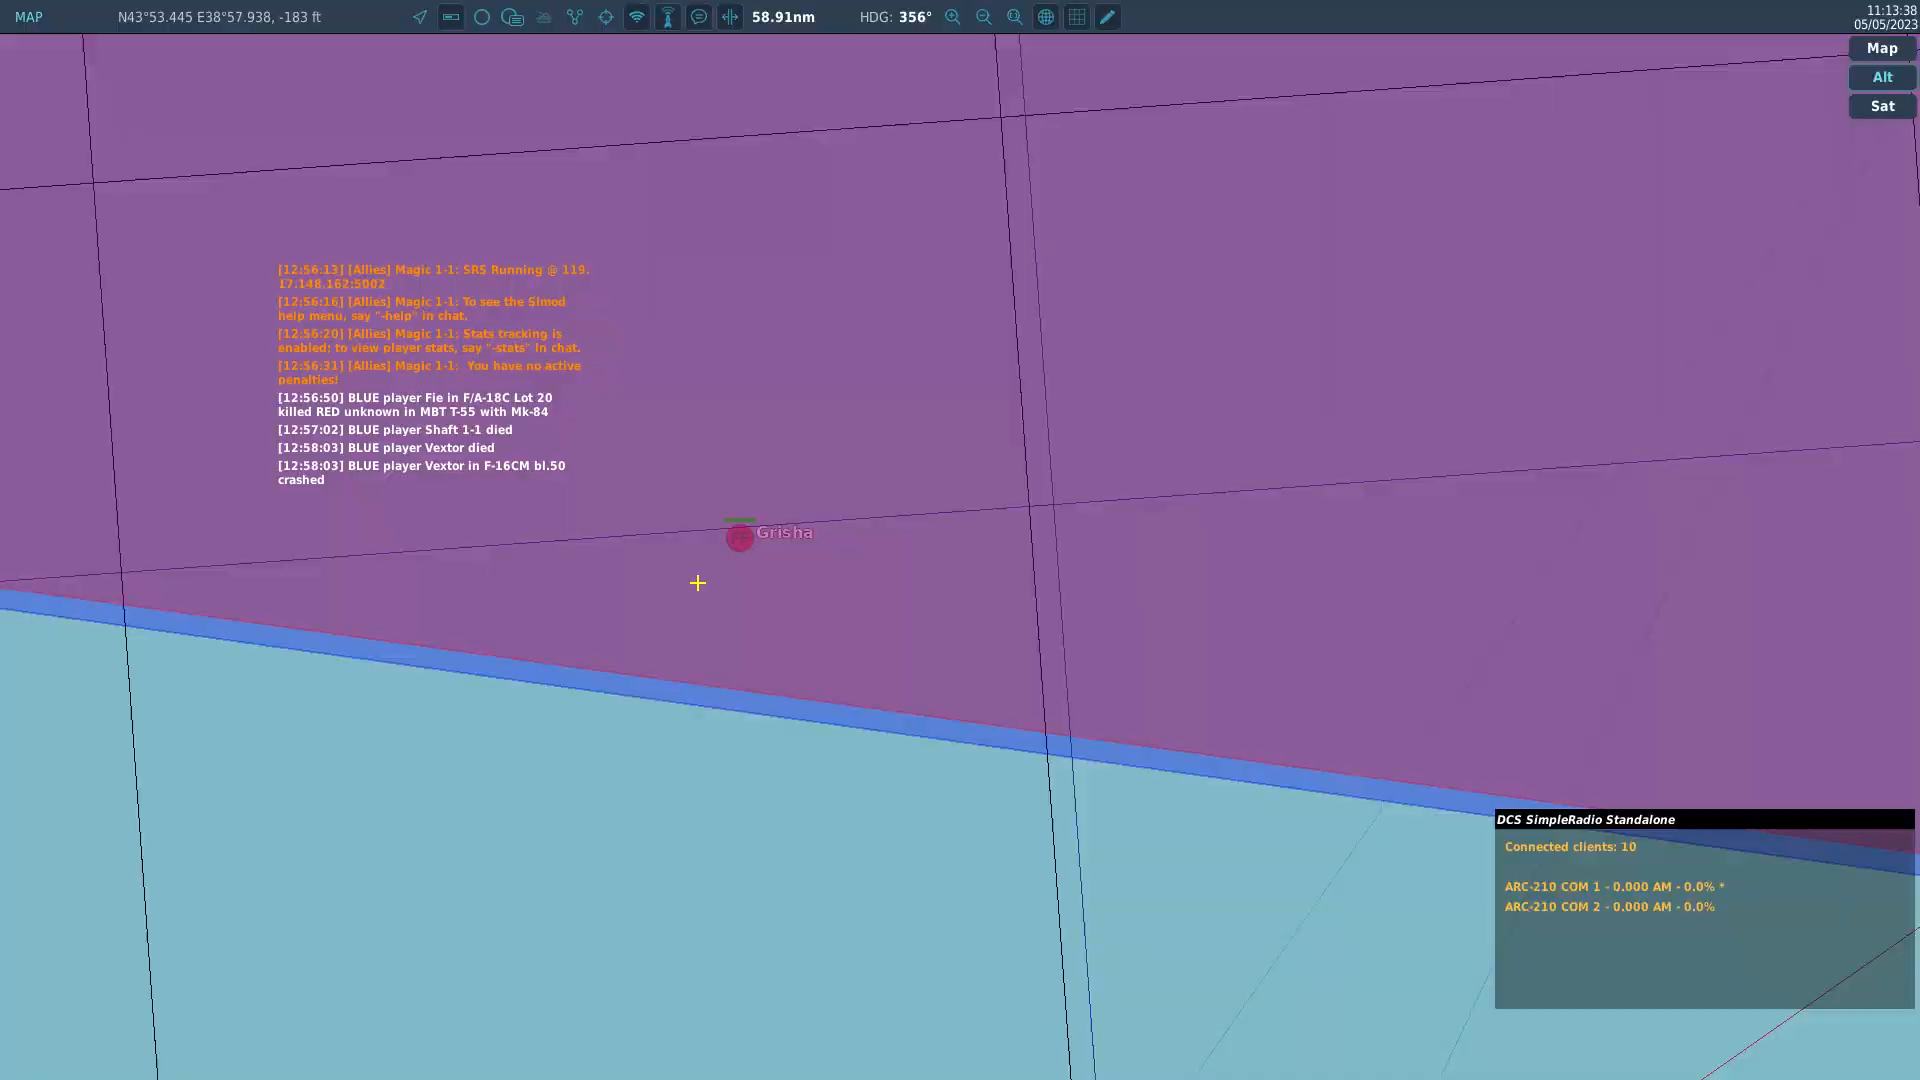 MAP
N43°53.445 E38°57.938, -183 ft
58.91nm
HDG: 356°
11:13:38
05/05/2023
Map
Alt
Sat
[12:56:13] [Allies] Magic 1-1: SRS Running @ 119.
17.148.162:5002
[12:56:16] [Allies] Magic 1-1: To see the Slmod
help menu, say "-help" in chat.
[12:56:20] [Allies] Magic 1-1: Stats tracking is
enabled; to view player stats, say "-stats" in chat.
[12:56:31] [Allies] Magic 1-1:  You have no active
penalties!
[12:56:50] BLUE player Fie in F/A-18C Lot 20
killed RED unknown in MBT T-55 with Mk-84
[12:57:02] BLUE player Shaft 1-1 died
[12:58:03] BLUE player Vextor died
[12:58:03] BLUE player Vextor in F-16CM bl.50
crashed
Grisha
DCS SimpleRadio Standalone
Connected clients: 10
ARC-210 COM 1 - 0.000 AM - 0.0% *
ARC-210 COM 2 - 0.000 AM - 0.0%